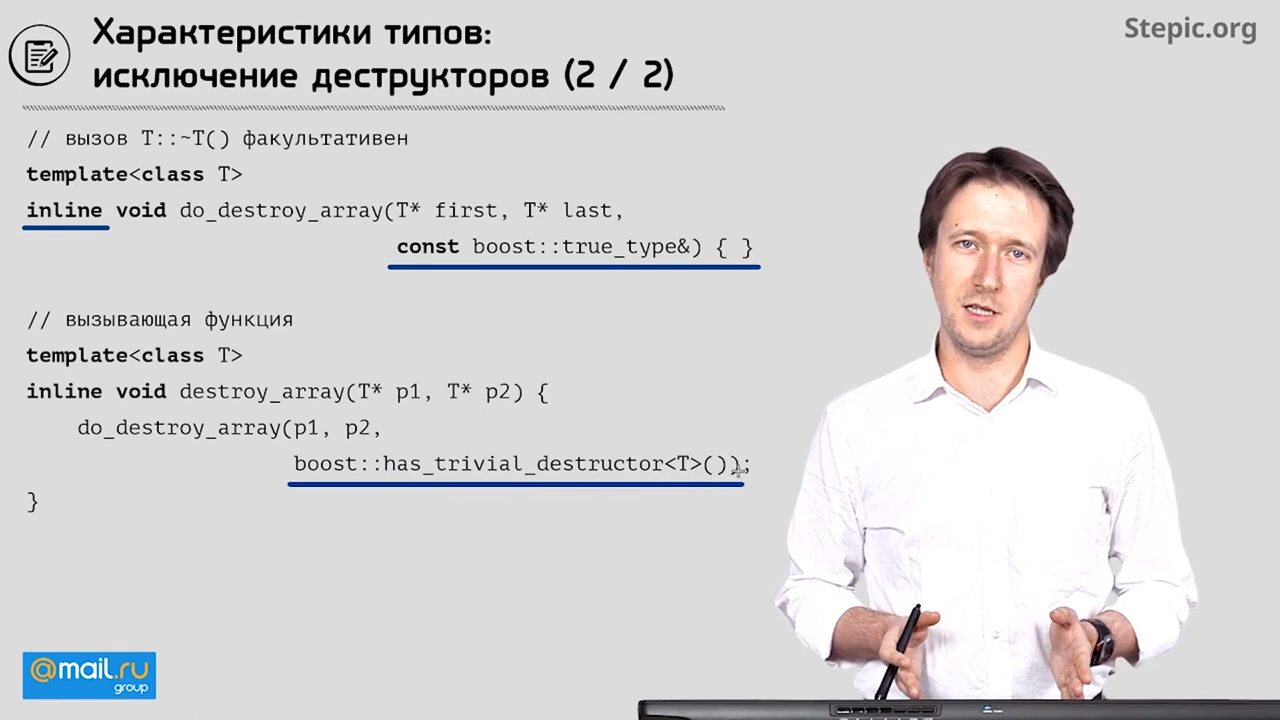 Характеристики типов:
исключение деструкторов (2 / 2)
Stepic.org
// вызов T::~T() факультативен
template<class T>
inline void do_destroy_array(T* first, T* last,
const boost::true_type&) { }
// вызывающая функция
template<class T>
inline void destroy_array(T* p1, T* p2) {
do_destroy_array(p1, p2,
boost::has_trivial_destructor<T>());
}
@mail.ru
group